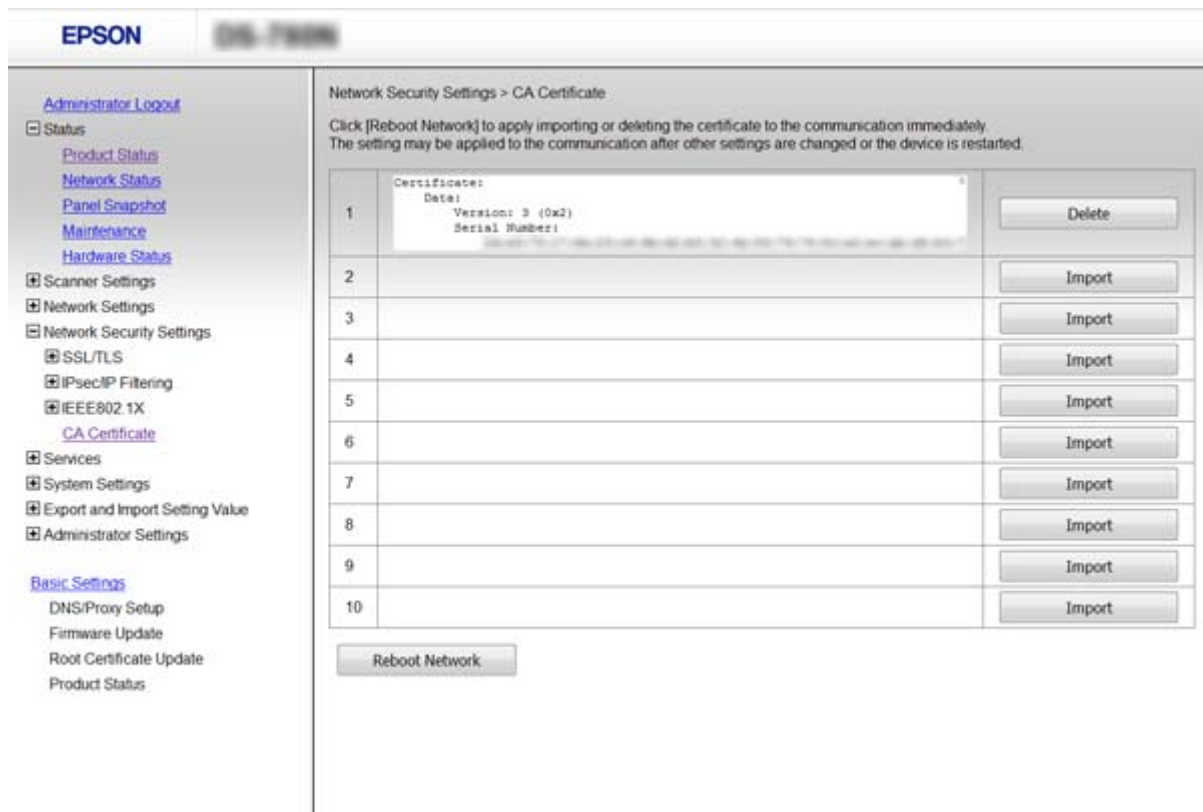 EPSON
Administrator Logout
Status
Product Status
Network Status
Panel Snapshot
Maintenance
Hardware Status
Scanner Settings
Network Settings
Network Security Settings
SSL/TLS
IPsec/IP Filtering
IEEE802.1X
CA Certificate
Services
System Settings
Export and Import Setting Value
Administrator Settings
Basic Settings
DNS/Proxy Setup
Firmware Update
Root Certificate Update
Product Status
Network Security Settings > CA Certificate
Click [Reboot Network] to apply importing or deleting the certificate to the communication immediately.
The setting may be applied to the communication after other settings are changed or the device is restarted.
1
Certificate:
Data:
Version: 3 (0x2)
Serial Number:
Delete
2 Import
3 Import
4 Import
5 Import
6 Import
7 Import
8 Import
9 Import
10 Import
Reboot Network